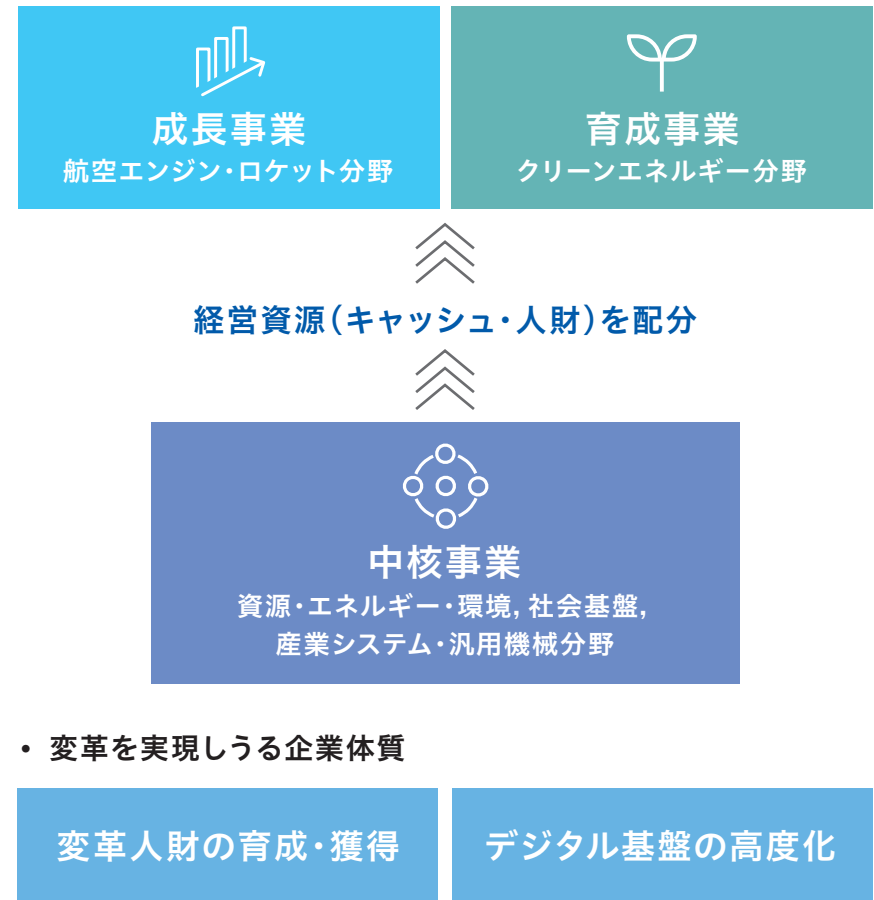 成長事業
航空エンジン・ロケット分野
育成事業
クリーンエネルギー分野
経営資源(キャッシュ・人財)を配分
中核事業
資源・エネルギー・環境, 社会基盤,
産業システム・汎用機械分野
• 変革を実現しうる企業体質
変革人財の育成・獲得
デジタル基盤の高度化